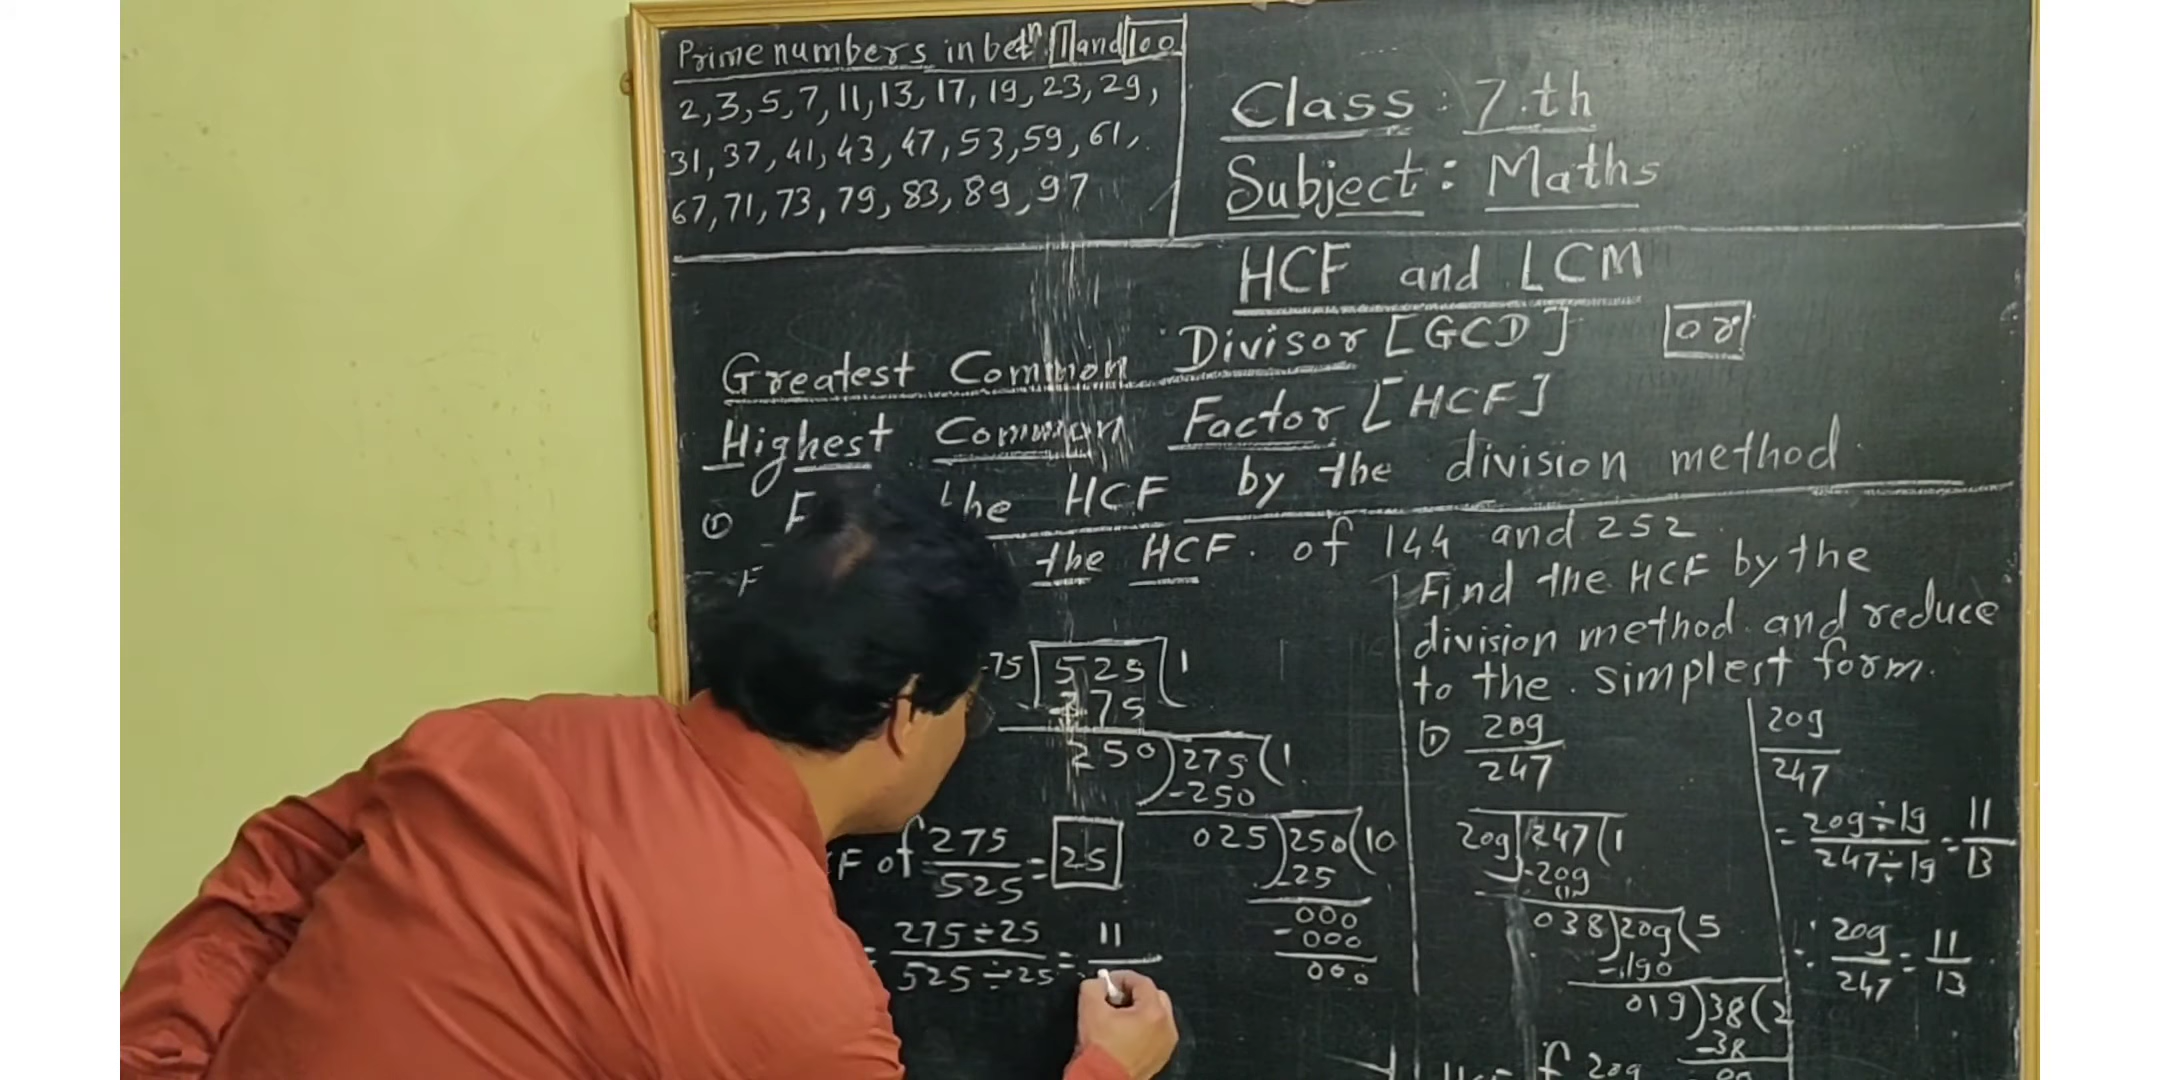 Prime numbers in betn 1 and 100
2, 3, 5, 7, 11, 13, 17, 19, 23, 29,
31, 37, 41, 43, 47, 53, 59, 61,
67, 71, 73, 79, 83, 89, 97
Class : 7.th
Subject : Maths
HCF and LCM
Greatest Common Divisor [GCD] or
Highest Common Factor [HCF]
① F the HCF by the division method.
F the HCF. of 144 and 252.
75 525 ( 1
- 275
250 ) 275 ( 1
- 250
025 ) 250 ( 10
- 25
000
- 000
000
F of 275/525 = 25
= 275 ÷ 25 / 525 ÷ 25 = 11/
Find the HCF by the
division method. and reduce
to the simplest form.
① 209/247
209 247 ( 1
- 209
038 ) 209 ( 5
- 190
019 ) 38 ( 2
- 38
00
HCF of 209
209/247
= 209 ÷ 19 / 247 ÷ 19 = 11/13
∴ 209/247 = 11/13